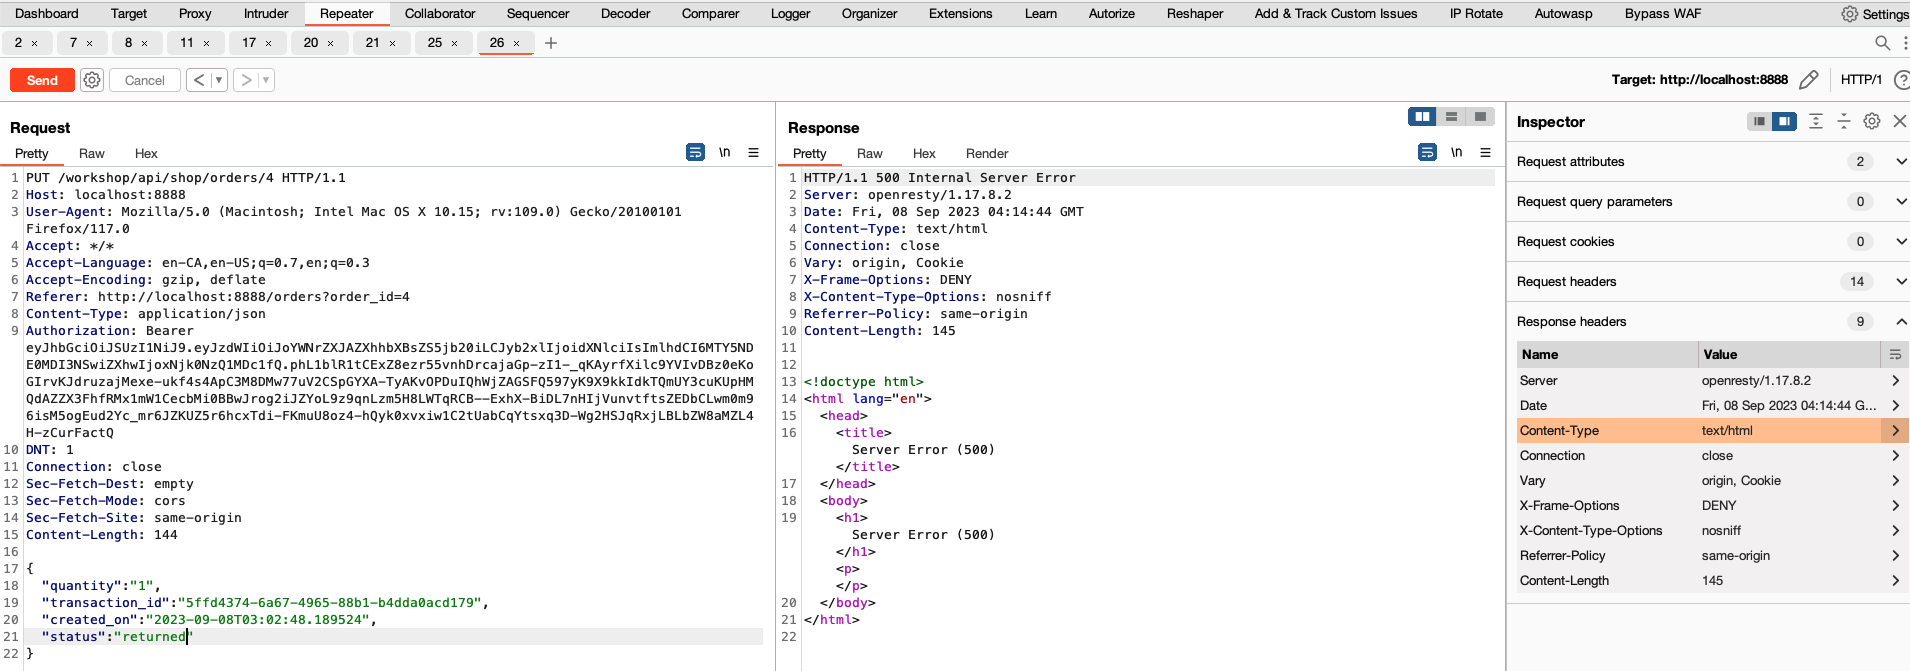 Dashboard Target Proxy Intruder Repeater Collaborator Sequencer Decoder Comparer Logger Organizer Extensions Learn Autorize Reshaper Add & Track Custom Issues IP Rotate Autowasp Bypass WAF Settings
2 × 7 × 8 × 11 × 17 × 20 × 21 × 25 × 26 × +
Send Cancel < > Target: http://localhost:8888 HTTP/1
Request
Pretty Raw Hex \n
1 PUT /workshop/api/shop/orders/4 HTTP/1.1
2 Host: localhost:8888
3 User-Agent: Mozilla/5.0 (Macintosh; Intel Mac OS X 10.15; rv:109.0) Gecko/20100101
Firefox/117.0
4 Accept: */*
5 Accept-Language: en-CA,en-US;q=0.7,en;q=0.3
6 Accept-Encoding: gzip, deflate
7 Referer: http://localhost:8888/orders?order_id=4
8 Content-Type: application/json
9 Authorization: Bearer
10 DNT: 1
11 Connection: close
12 Sec-Fetch-Dest: empty
13 Sec-Fetch-Mode: cors
14 Sec-Fetch-Site: same-origin
15 Content-Length: 144
16
17 {
18 "quantity":"1",
19 "transaction_id":"5ffd4374-6a67-4965-88b1-b4dda0acd179",
20 "created_on":"2023-09-08T03:02:48.189524",
21 "status":"returned"
22 }
Response
Pretty Raw Hex Render \n
1 HTTP/1.1 500 Internal Server Error
2 Server: openresty/1.17.8.2
3 Date: Fri, 08 Sep 2023 04:14:44 GMT
4 Content-Type: text/html
5 Connection: close
6 Vary: origin, Cookie
7 X-Frame-Options: DENY
8 X-Content-Type-Options: nosniff
9 Referrer-Policy: same-origin
10 Content-Length: 145
11
12
13 <!doctype html>
14 <html lang="en">
15 <head>
16 <title>
Server Error (500)
</title>
17 </head>
18 <body>
19 <h1>
Server Error (500)
</h1>
<p>
</p>
20 </body>
21 </html>
22
Inspector
Request attributes 2
Request query parameters 0
Request cookies 0
Request headers 14
Response headers 9
Name Value
Server openresty/1.17.8.2
Date Fri, 08 Sep 2023 04:14:44 G...
Content-Type text/html
Connection close
Vary origin, Cookie
X-Frame-Options DENY
X-Content-Type-Options nosniff
Referrer-Policy same-origin
Content-Length 145